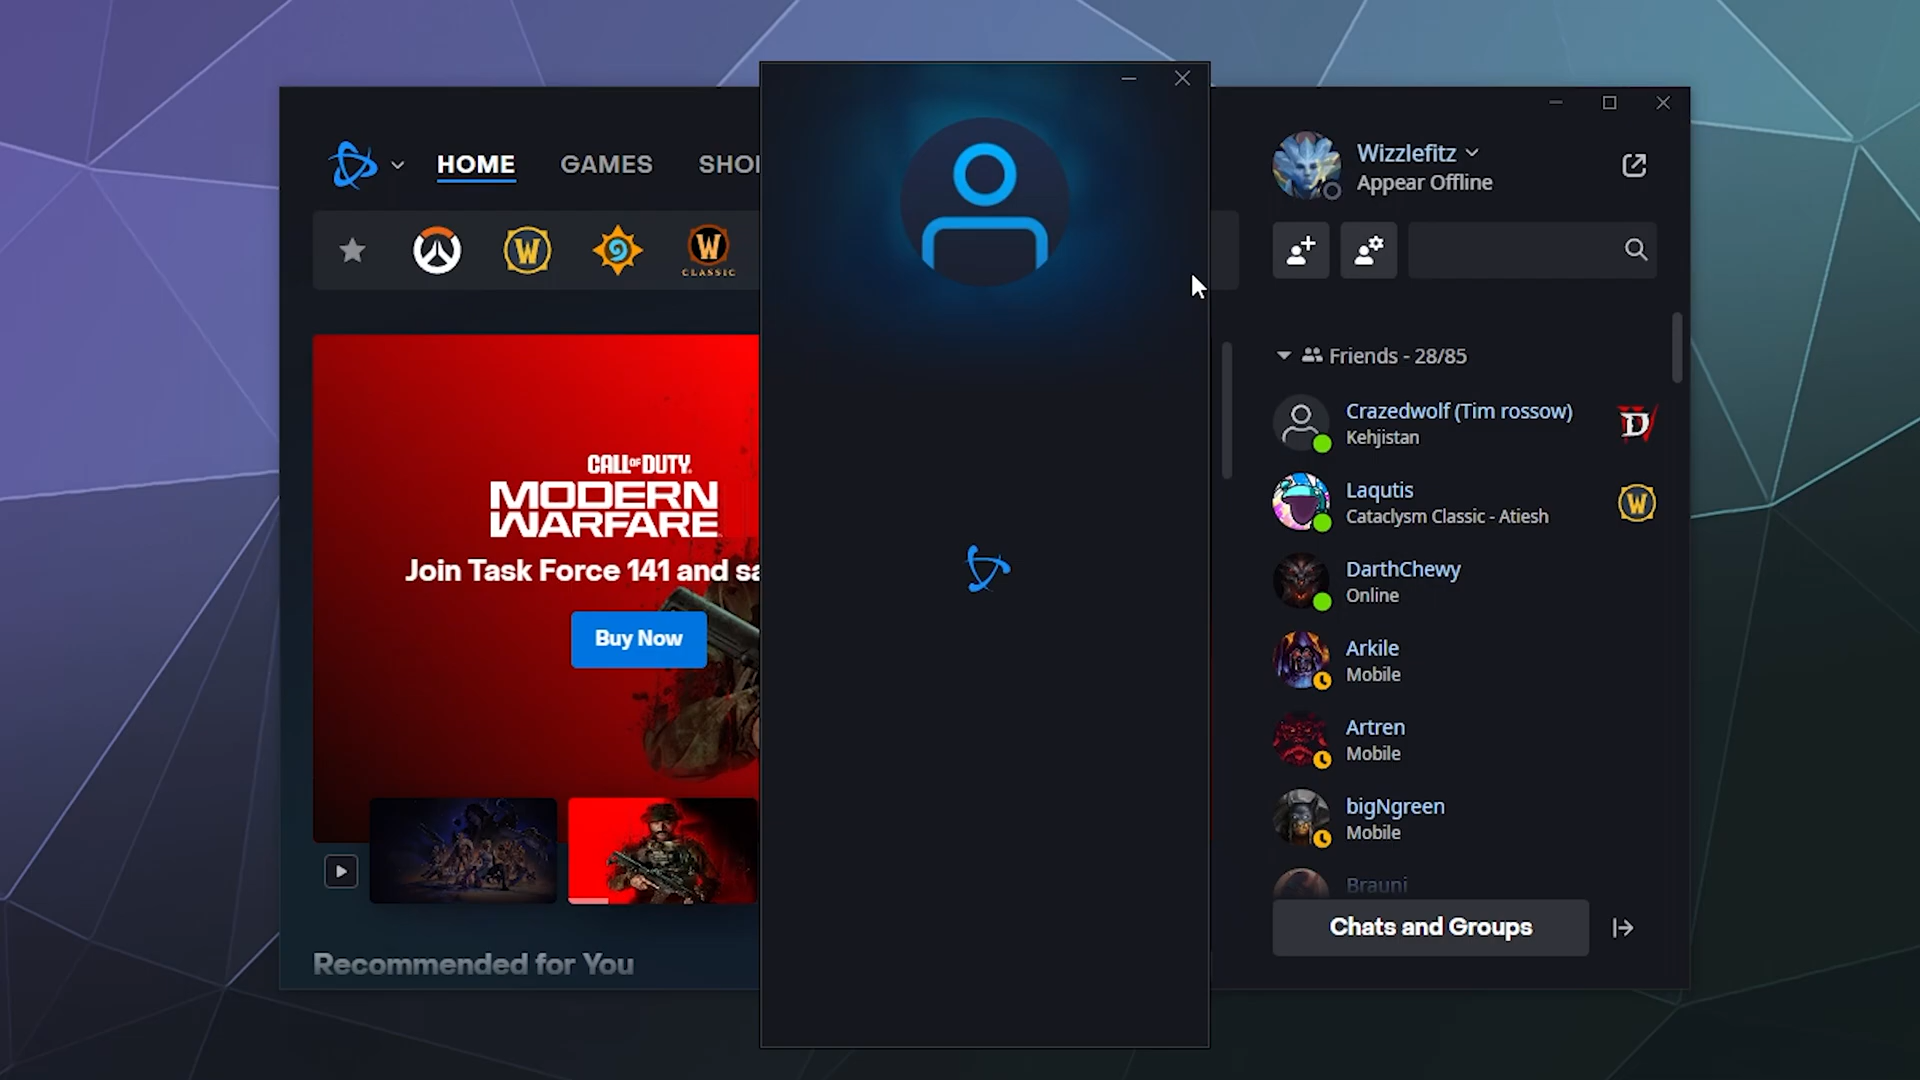 HOME GAMES SHO
CLASSIC
CALL OF DUTY
MODERN
WARFARE
Join Task Force 141 and sa
Buy Now
Recommended for You
Wizzlefitz
Appear Offline
Friends - 28/85
Crazedwolf (Tim rossow)
Kehjistan
Laqutis
Cataclysm Classic - Atiesh
DarthChewy
Online
Arkile
Mobile
Artren
Mobile
bigNgreen
Mobile
Brauni
Chats and Groups